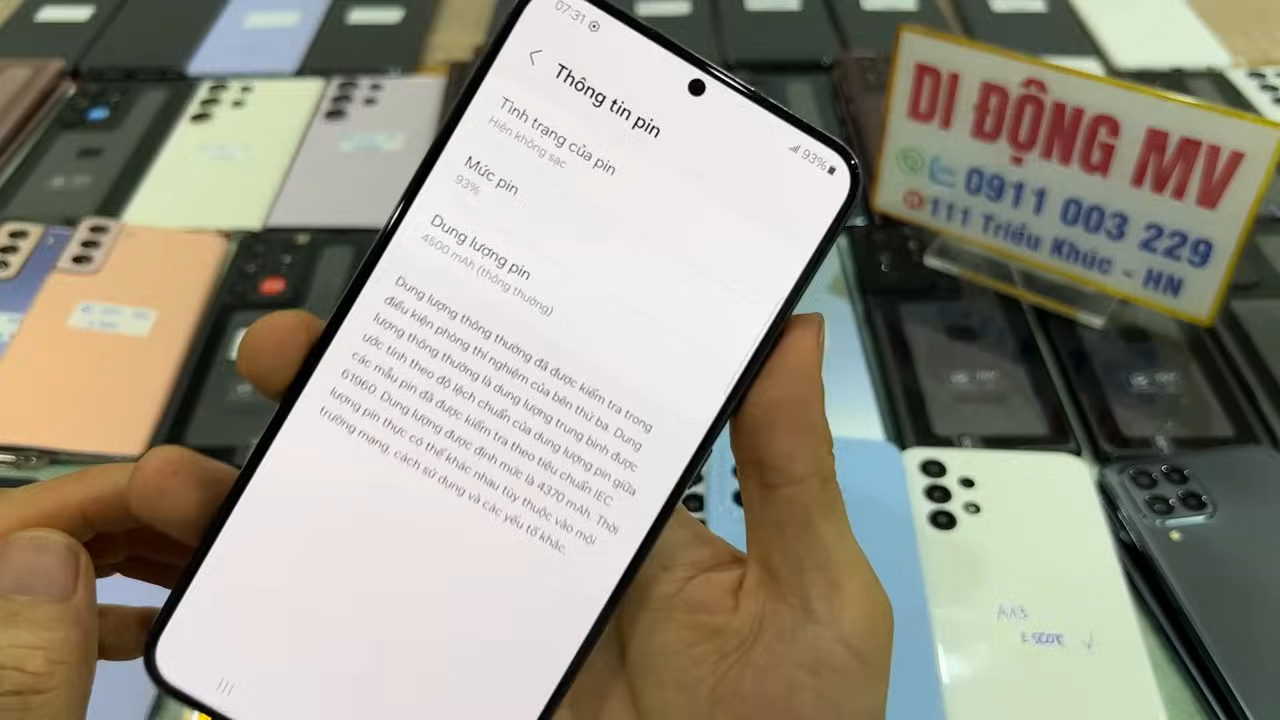 07:31
93%
Thông tin pin
Tình trạng của pin
Hiện không sạc
Mức pin
93%
Dung lượng pin
4500 mAh (thông thường)
Dung lượng thông thường đã được kiểm tra trong
điều kiện phòng thí nghiệm của bên thứ ba. Dung
lượng thông thường là dung lượng trung bình được
ước tính theo độ lệch chuẩn của dung lượng pin giữa
các mẫu pin đã được kiểm tra theo tiêu chuẩn IEC
61960. Dung lượng được định mức là 4370 mAh. Thời
lượng pin thực có thể khác nhau tùy thuộc vào môi
trường mạng, cách sử dụng và các yếu tố khác.
DI ĐỘNG MV
0911 003 229
111 Triều Khúc - HN
A13